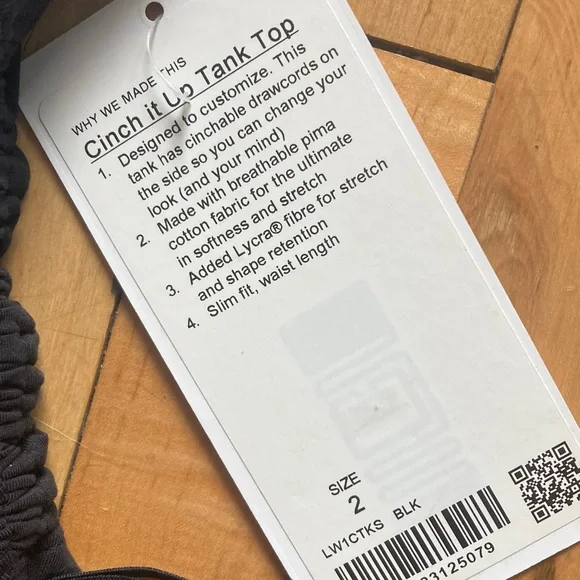 WHY WE MADE THIS
Cinch it Up Tank Top
1. Designed to customize. This
tank has cinchable drawcords on
the side so you can change your
look (and your mind)
2. Made with breathable pima
cotton fabric for the ultimate
in softness and stretch
3. Added Lycra® fibre for stretch
and shape retention
4. Slim fit, waist length
SIZE
2
LW1CTKS BLK
3125079